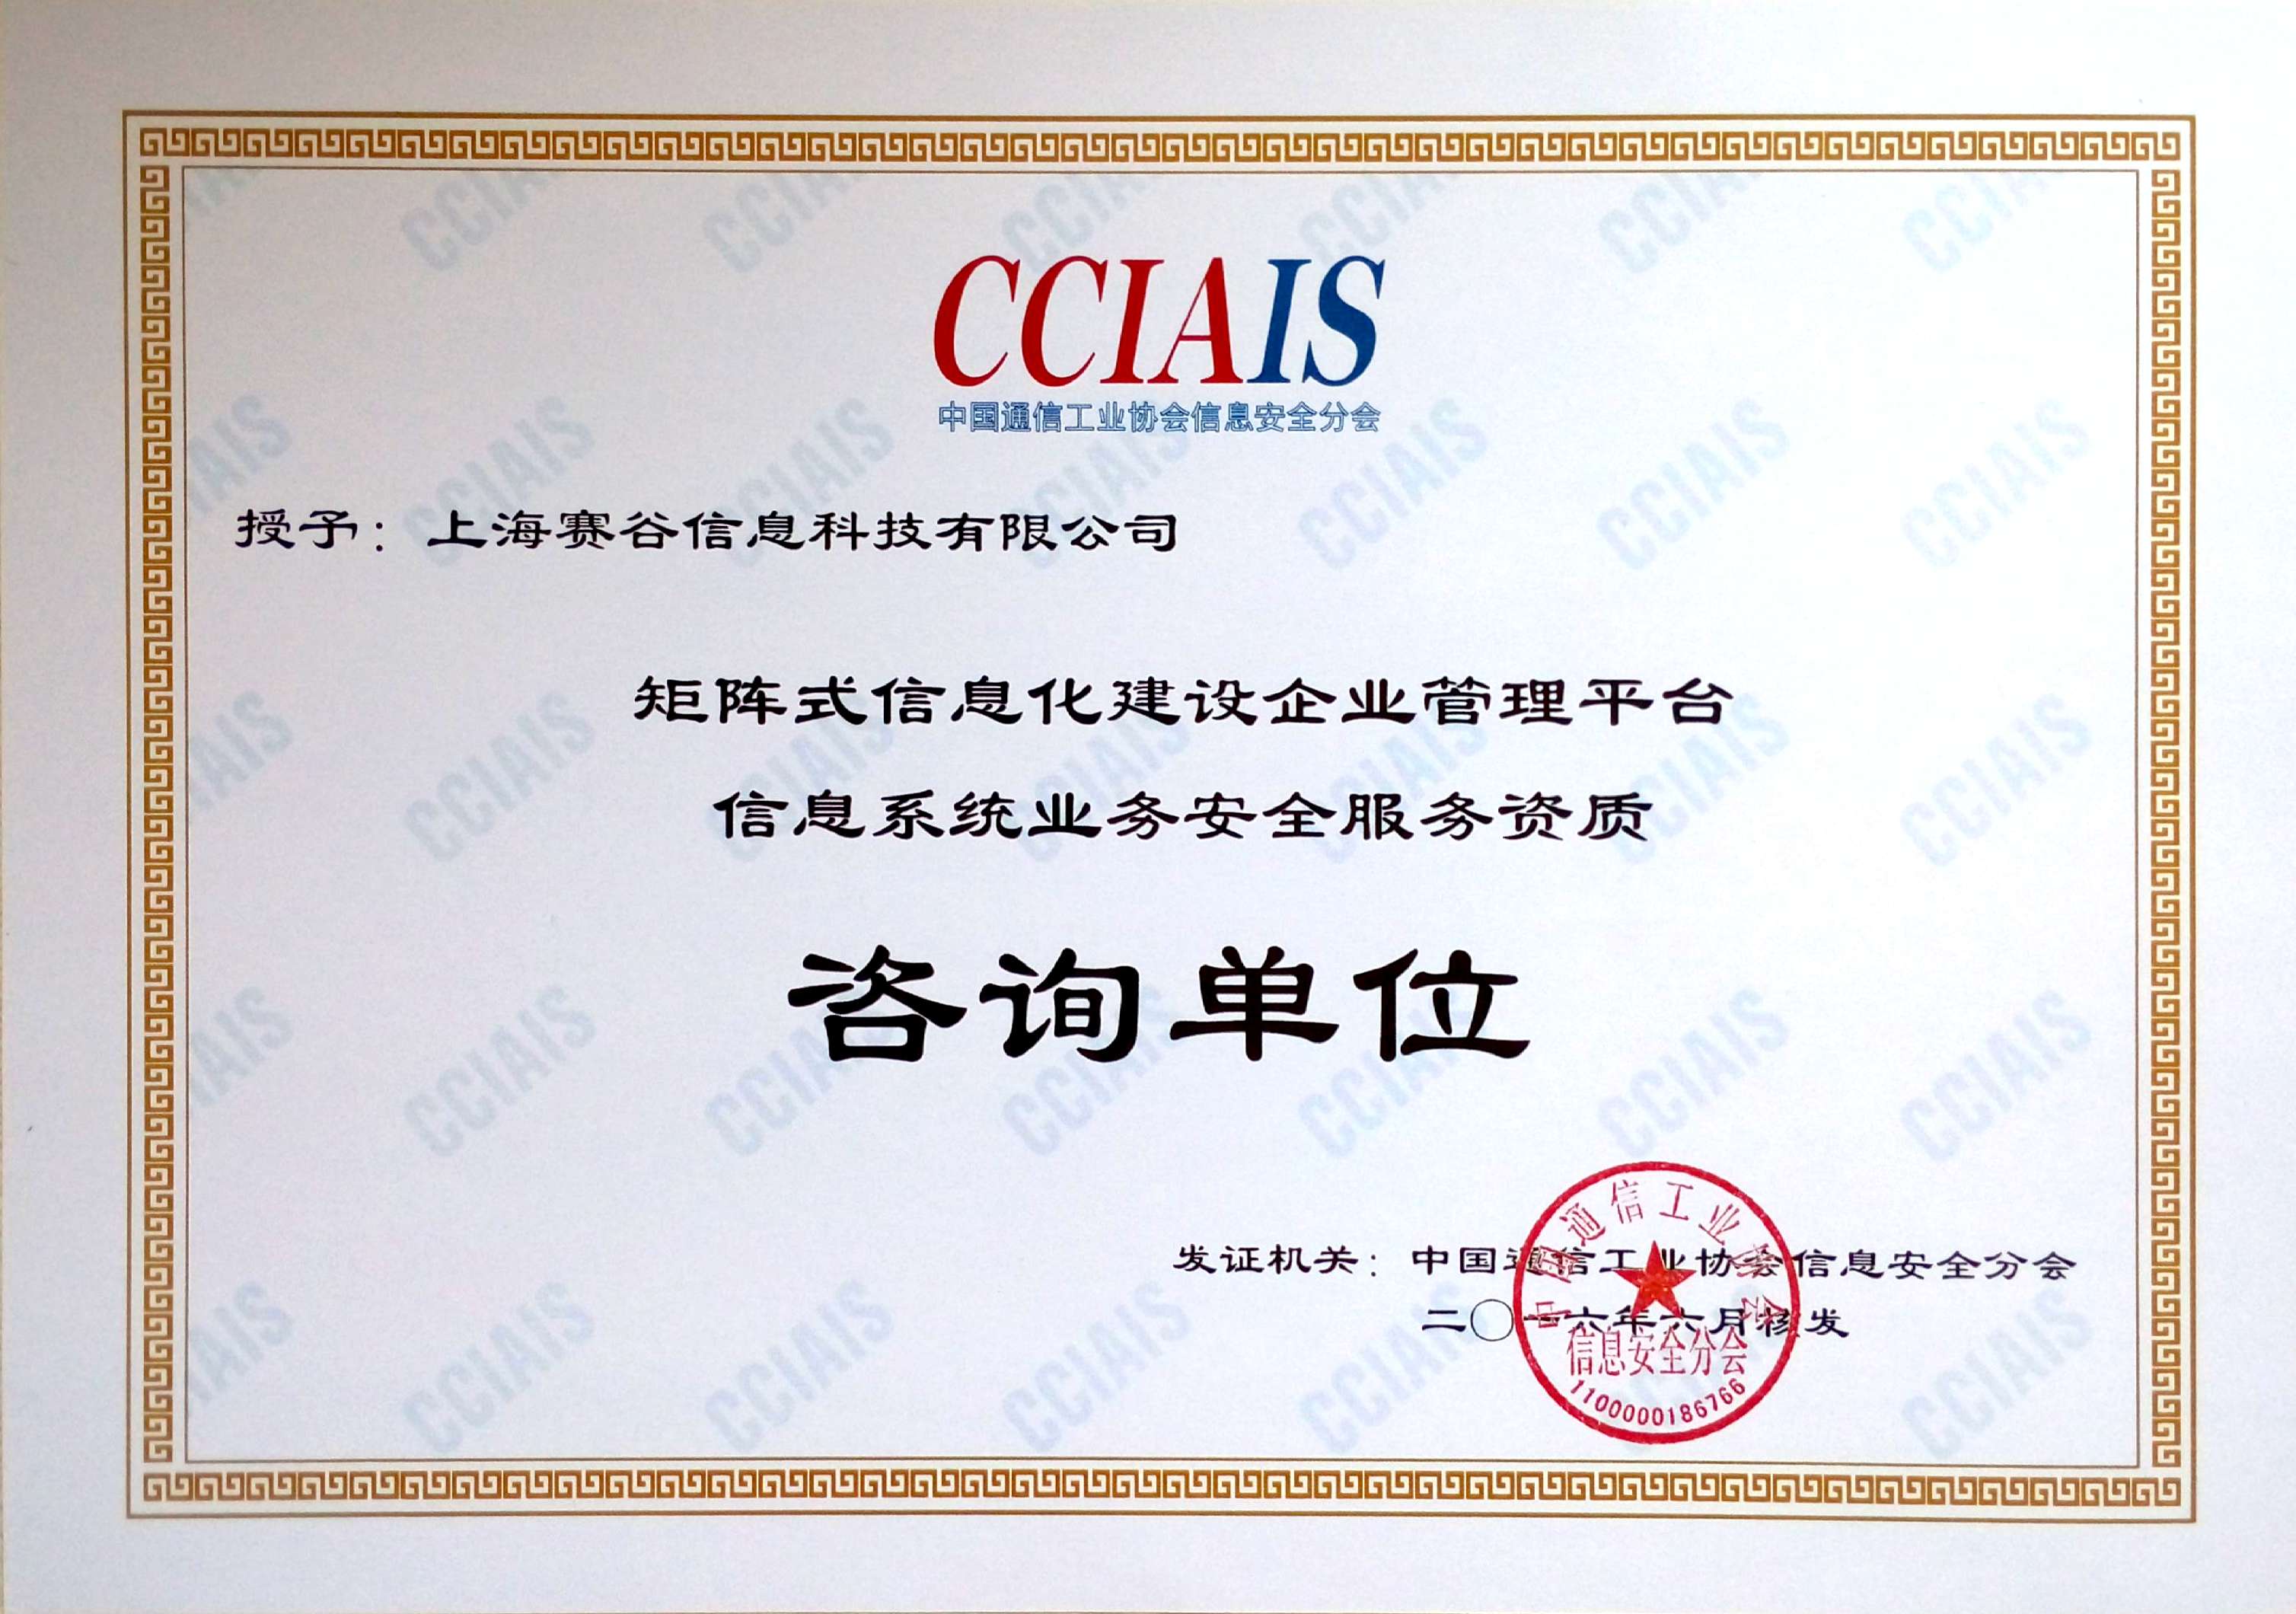 CCIAIS
中国通信工业协会信息安全分会
授予：上海赛谷信息科技有限公司
矩阵式信息化建设企业管理平台
信息系统业务安全服务资质
咨询单位
发证机关：中国通信工业协会信息安全分会
二〇一六年六月核发
中国通信工业协会
信息安全分会
1100000186766